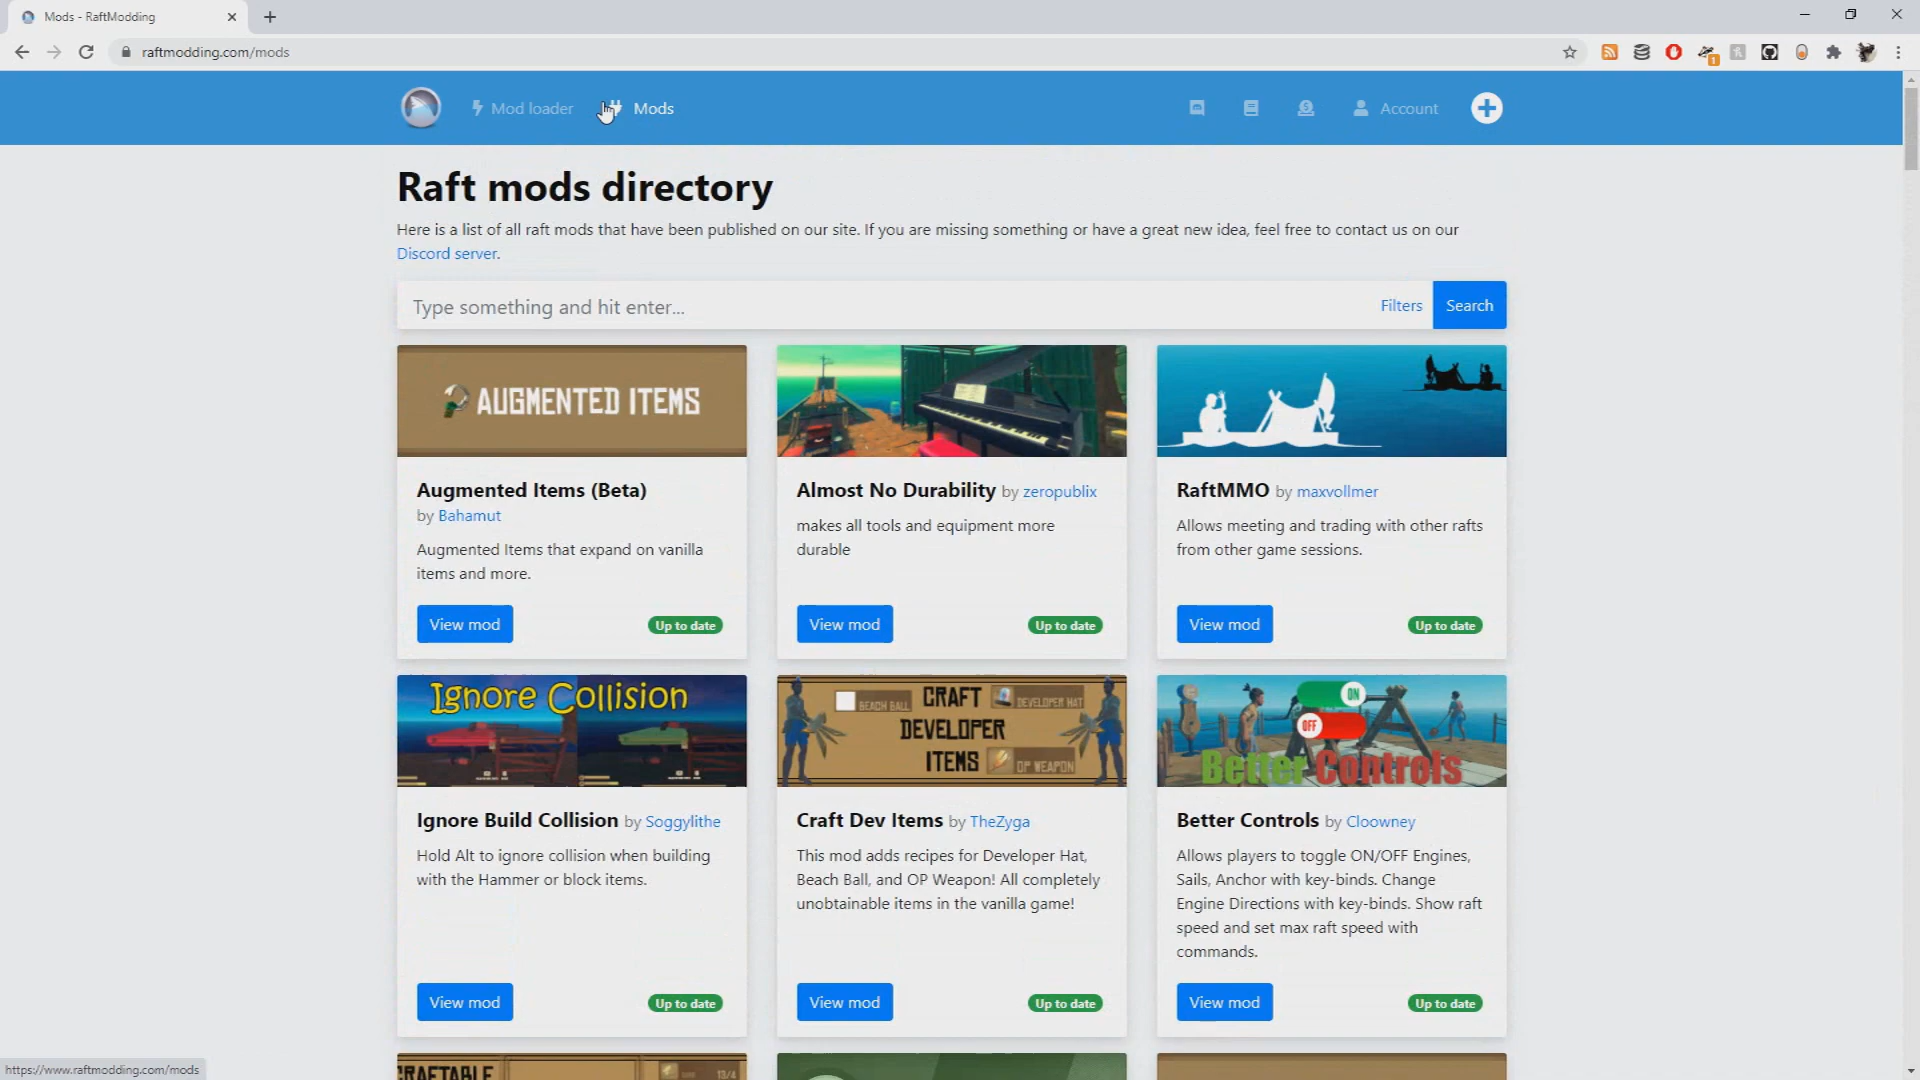 Mods - RaftModding
raftmodding.com/mods
1
Mod loader
Mods
Account
Raft mods directory
Here is a list of all raft mods that have been published on our site. If you are missing something or have a great new idea, feel free to contact us on our
Discord server.
Type something and hit enter...
Filters
Search
AUGMENTED ITEMS
Augmented Items (Beta)
by Bahamut
Augmented Items that expand on vanilla
items and more.
View mod
Up to date
Almost No Durability by zeropublix
makes all tools and equipment more
durable
View mod
Up to date
RaftMMO by maxvollmer
Allows meeting and trading with other rafts
from other game sessions.
View mod
Up to date
Ignore Collision
Ignore Build Collision by Soggylithe
Hold Alt to ignore collision when building
with the Hammer or block items.
View mod
Up to date
BEACH BALL
CRAFT
DEVELOPER HAT
DEVELOPER
ITEMS
OP WEAPON
Craft Dev Items by TheZyga
This mod adds recipes for Developer Hat,
Beach Ball, and OP Weapon! All completely
unobtainable items in the vanilla game!
View mod
Up to date
ON
OFF
Better Controls
Better Controls by Cloowney
Allows players to toggle ON/OFF Engines,
Sails, Anchor with key-binds. Change
Engine Directions with key-binds. Show raft
speed and set max raft speed with
commands.
View mod
Up to date
CRAFTABLE
13/4
https://www.raftmodding.com/mods